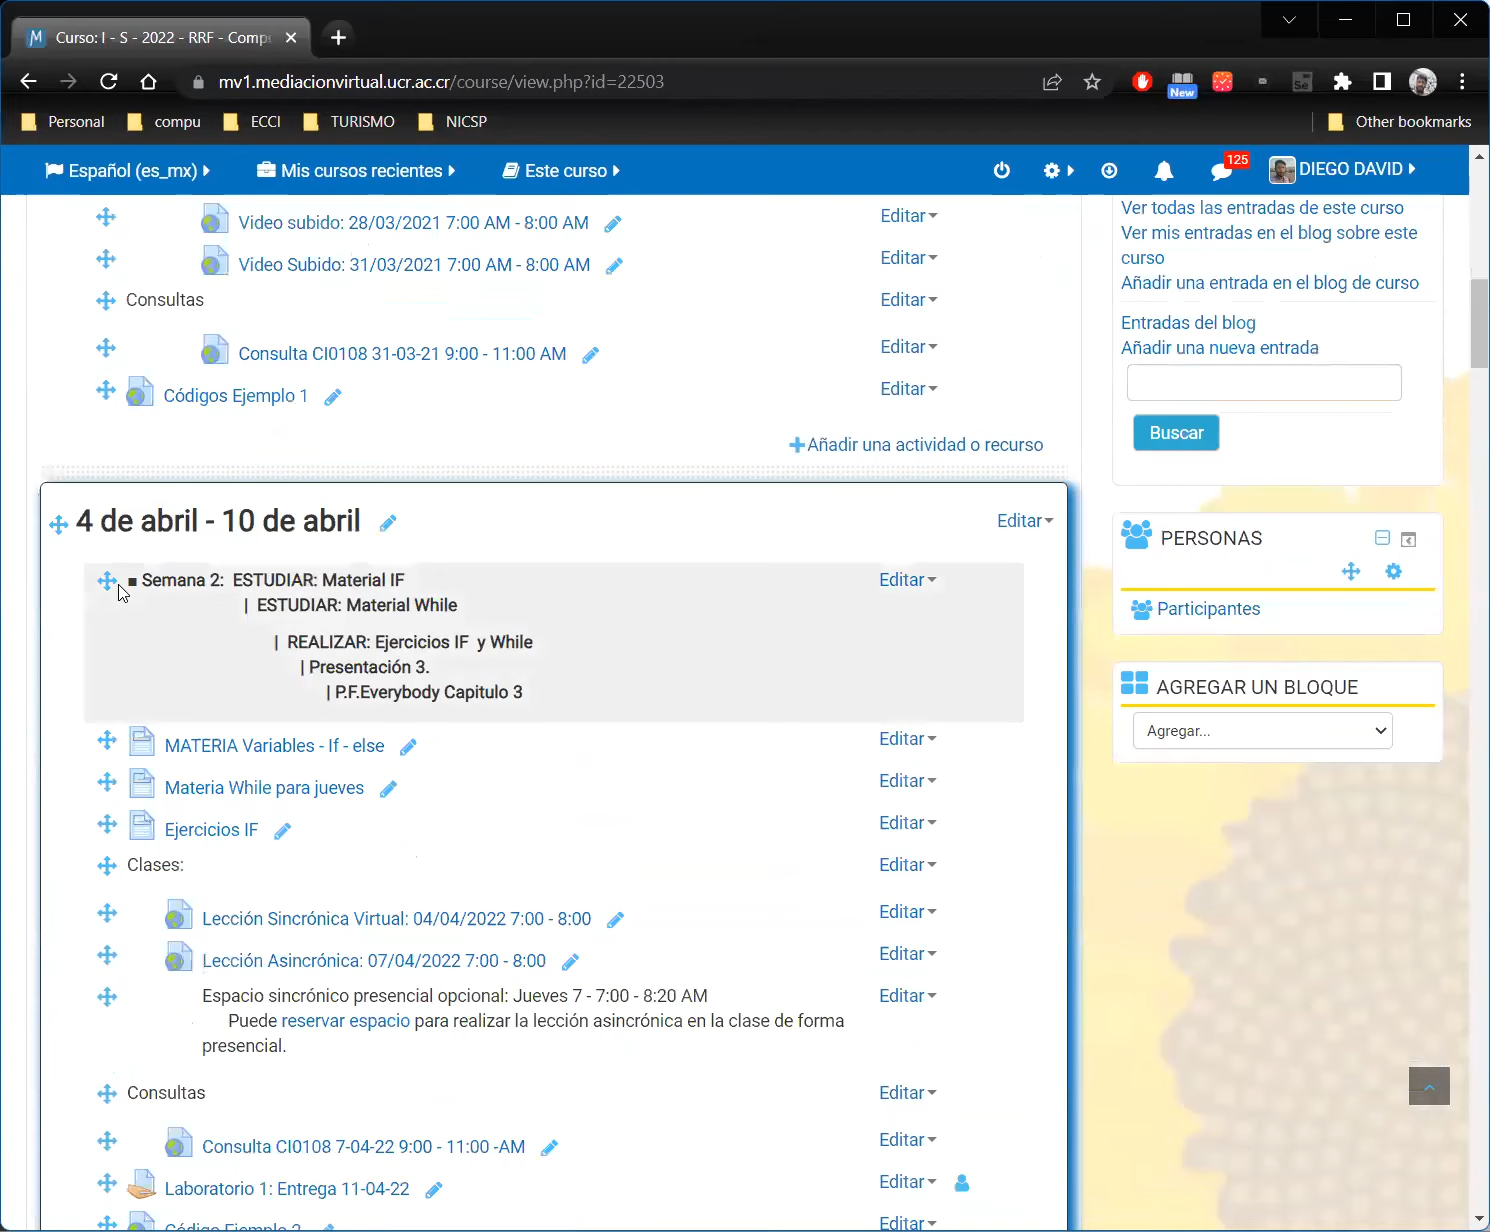 Curso: I - S - 2022 - RRF - Comp
mv1.mediacionvirtual.ucr.ac.cr/course/view.php?id=22503
New
Personal compu ECCI TURISMO NICSP Other bookmarks
Español (es_mx) Mis cursos recientes Este curso 125 DIEGO DAVID
Video subido: 28/03/2021 7:00 AM - 8:00 AM Editar
Video Subido: 31/03/2021 7:00 AM - 8:00 AM Editar
Consultas Editar
Consulta CI0108 31-03-21 9:00 - 11:00 AM Editar
Códigos Ejemplo 1 Editar
Añadir una actividad o recurso
4 de abril - 10 de abril Editar
■ Semana 2: ESTUDIAR: Material IF Editar
| ESTUDIAR: Material While
| REALIZAR: Ejercicios IF y While
| Presentación 3.
| P.F.Everybody Capitulo 3
MATERIA Variables - If - else Editar
Materia While para jueves Editar
Ejercicios IF Editar
Clases: Editar
Lección Sincrónica Virtual: 04/04/2022 7:00 - 8:00 Editar
Lección Asincrónica: 07/04/2022 7:00 - 8:00 Editar
Espacio sincrónico presencial opcional: Jueves 7 - 7:00 - 8:20 AM Editar
Puede reservar espacio para realizar la lección asincrónica en la clase de forma
presencial.
Consultas Editar
Consulta CI0108 7-04-22 9:00 - 11:00 -AM Editar
Laboratorio 1: Entrega 11-04-22 Editar
Código Ejemplo 2 Editar
Ver todas las entradas de este curso
Ver mis entradas en el blog sobre este
curso
Añadir una entrada en el blog de curso
Entradas del blog
Añadir una nueva entrada
Buscar
PERSONAS
Participantes
AGREGAR UN BLOQUE
Agregar...